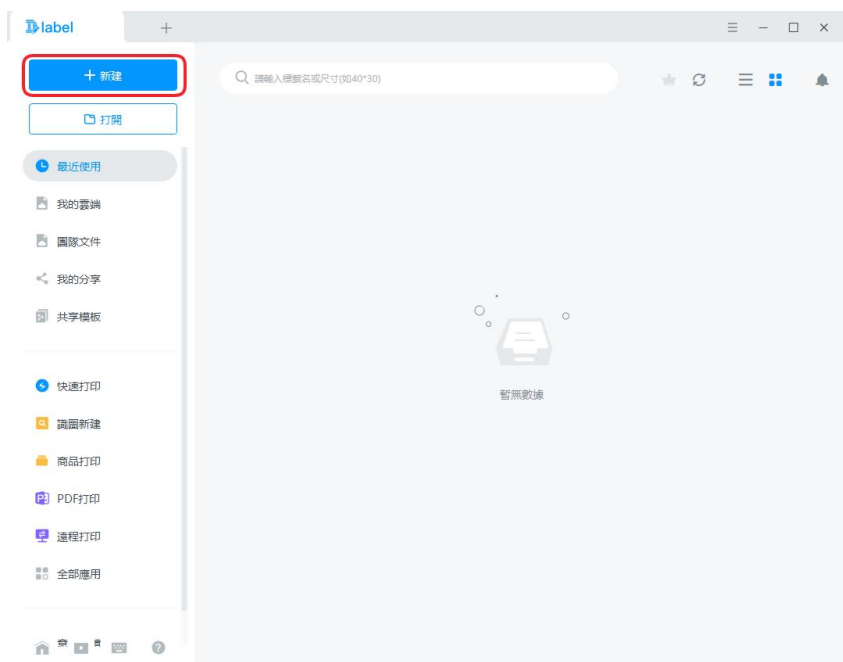 label
+
+ 新建
請輸入標籤名或尺寸(如40*30)
打開
最近使用
我的雲端
團隊文件
我的分享
共享模板
暫無數據
快速打印
識圖新建
商品打印
PDF打印
遠程打印
全部應用